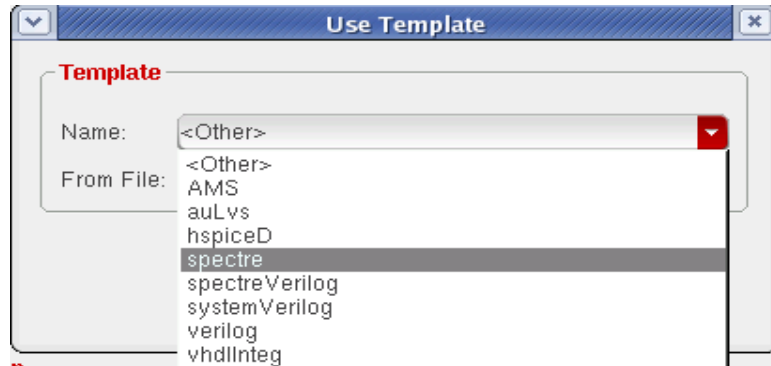 Use Template
Template
Name: <Other>
<Other>
From File:
AMS
auLvs
hspiceD
spectre
spectreVerilog
systemVerilog
verilog
vhdlInteg